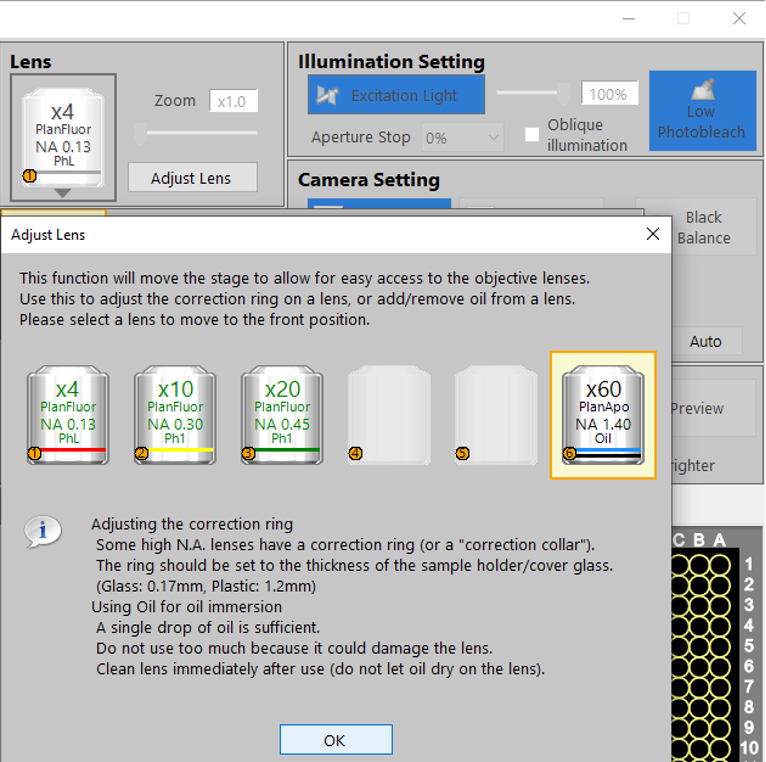 Lens
x4
PlanFluor
NA 0.13
PhL
1
Zoom
x1.0
Adjust Lens
Illumination Setting
Excitation Light
100%
Low
Photobleach
Aperture Stop
0%
Oblique
illumination
Camera Setting
Black
Balance
Auto
Preview
righter
Adjust Lens
This function will move the stage to allow for easy access to the objective lenses.
Use this to adjust the correction ring on a lens, or add/remove oil from a lens.
Please select a lens to move to the front position.
x4
PlanFluor
NA 0.13
PhL
1
x10
PlanFluor
NA 0.30
Ph1
2
x20
PlanFluor
NA 0.45
Ph1
3
4
5
x60
PlanApo
NA 1.40
Oil
6
i
Adjusting the correction ring
Some high N.A. lenses have a correction ring (or a "correction collar").
The ring should be set to the thickness of the sample holder/cover glass.
(Glass: 0.17mm, Plastic: 1.2mm)
Using Oil for oil immersion
A single drop of oil is sufficient.
Do not use too much because it could damage the lens.
Clean lens immediately after use (do not let oil dry on the lens).
OK
C B A
1
2
3
4
5
6
7
8
9
10